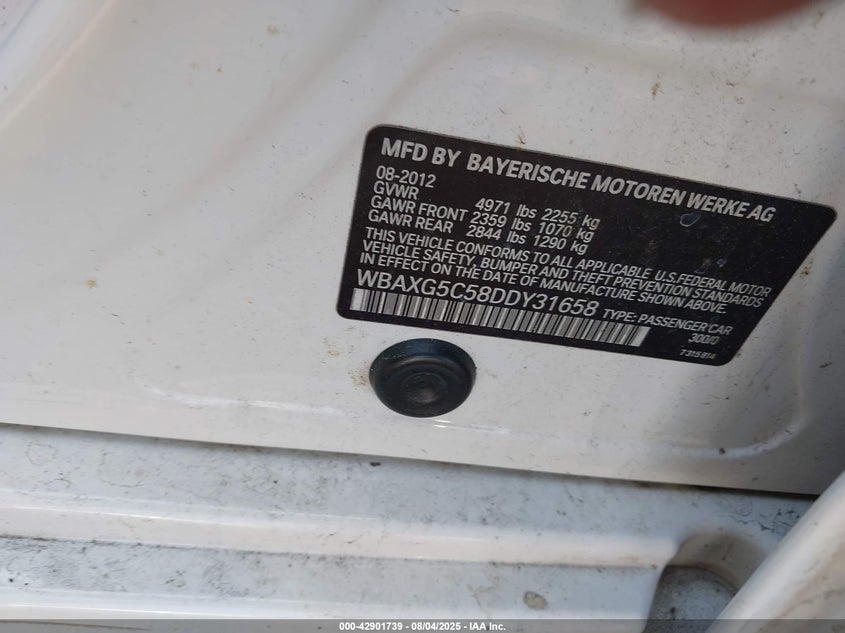 MFD BY BAYERISCHE MOTOREN WERKE AG
08-2012
GVWR 4971 lbs 2255 kg
GAWR FRONT 2359 lbs 1070 kg
GAWR REAR 2844 lbs 1290 kg
THIS VEHICLE CONFORMS TO ALL APPLICABLE U.S.FEDERAL MOTOR
VEHICLE SAFETY, BUMPER AND THEFT PREVENTION STANDARDS
IN EFFECT ON THE DATE OF MANUFACTURE SHOWN ABOVE.
WBAXG5C58DDY31658 TYPE: PASSENGER CAR
300/0
7315814
000-42901739 - 08/04/2025 - IAA Inc.